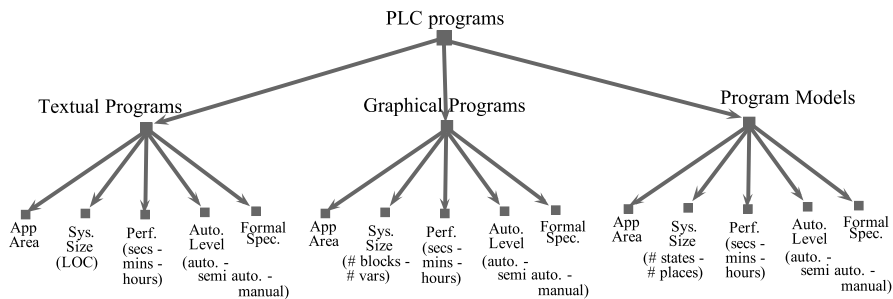 PLC programs
Textual Programs
Graphical Programs
Program Models
App
Area
Sys.
Size
(LOC)
Perf.
(secs -
mins -
hours)
Auto.
Level
(auto. -
semi auto. -
manual)
Formal
Spec.
App
Area
Sys.
Size
(# blocks -
# vars)
Perf.
(secs -
mins -
hours)
Auto.
Level
(auto. -
semi auto. -
manual)
Formal
Spec.
App
Area
Sys.
Size
(# states -
# places)
Perf.
(secs -
mins -
hours)
Auto.
Level
(auto. -
semi auto. -
manual)
Formal
Spec.